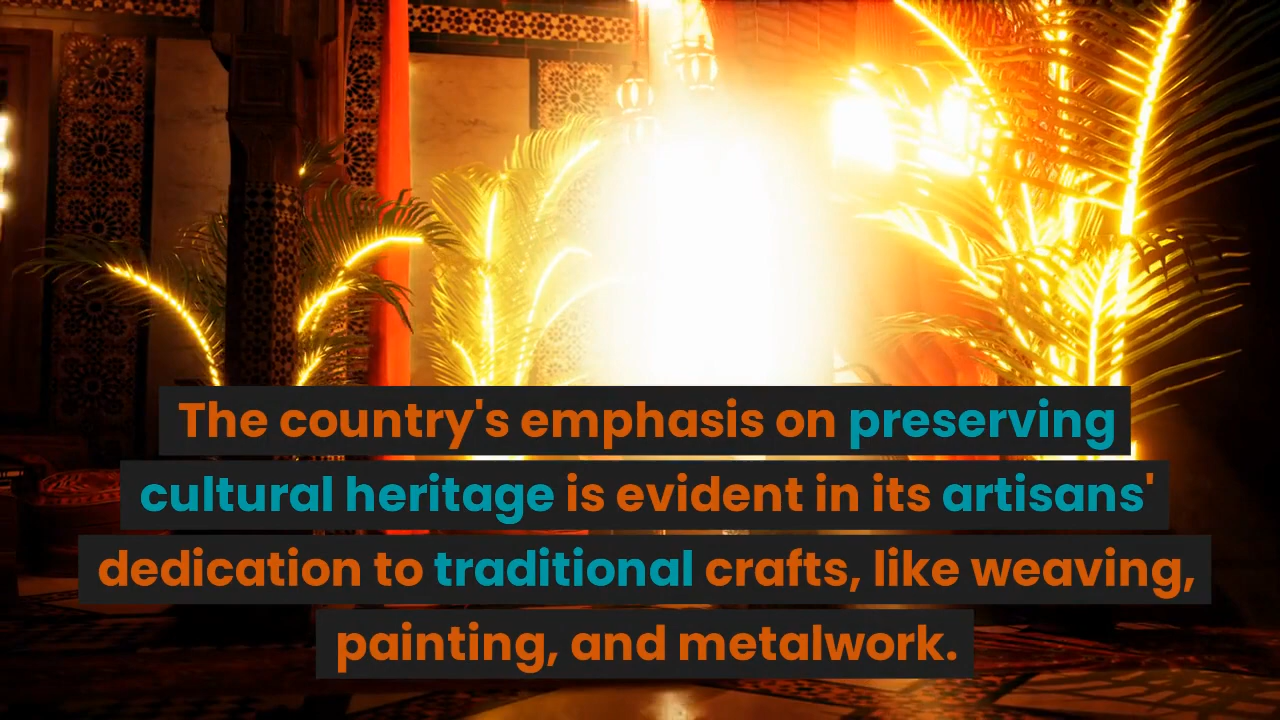 The country's emphasis on preserving
cultural heritage is evident in its artisans'
dedication to traditional crafts, like weaving,
painting, and metalwork.